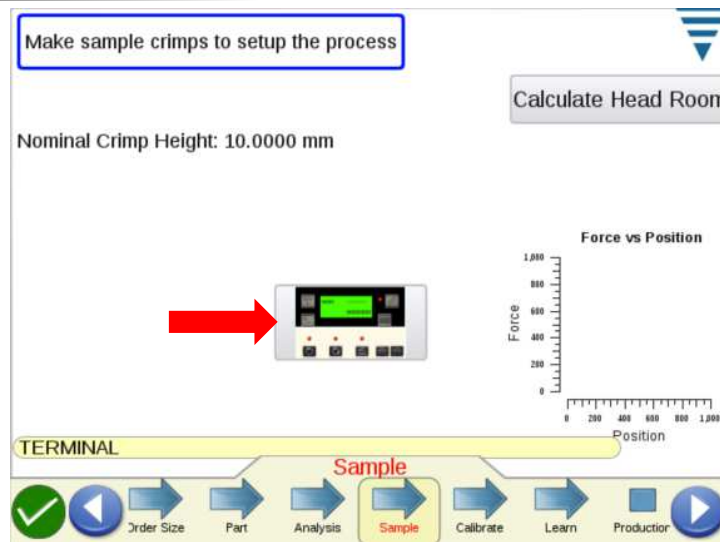 Make sample crimps to setup the process
Calculate Head Room
Nominal Crimp Height: 10.0000 mm
Force vs Position
1,000
800
600
400
200
0
Force
0 200 400 600 800 1,000
Position
TERMINAL
Sample
Order Size Part Analysis Sample Calibrate Learn Production